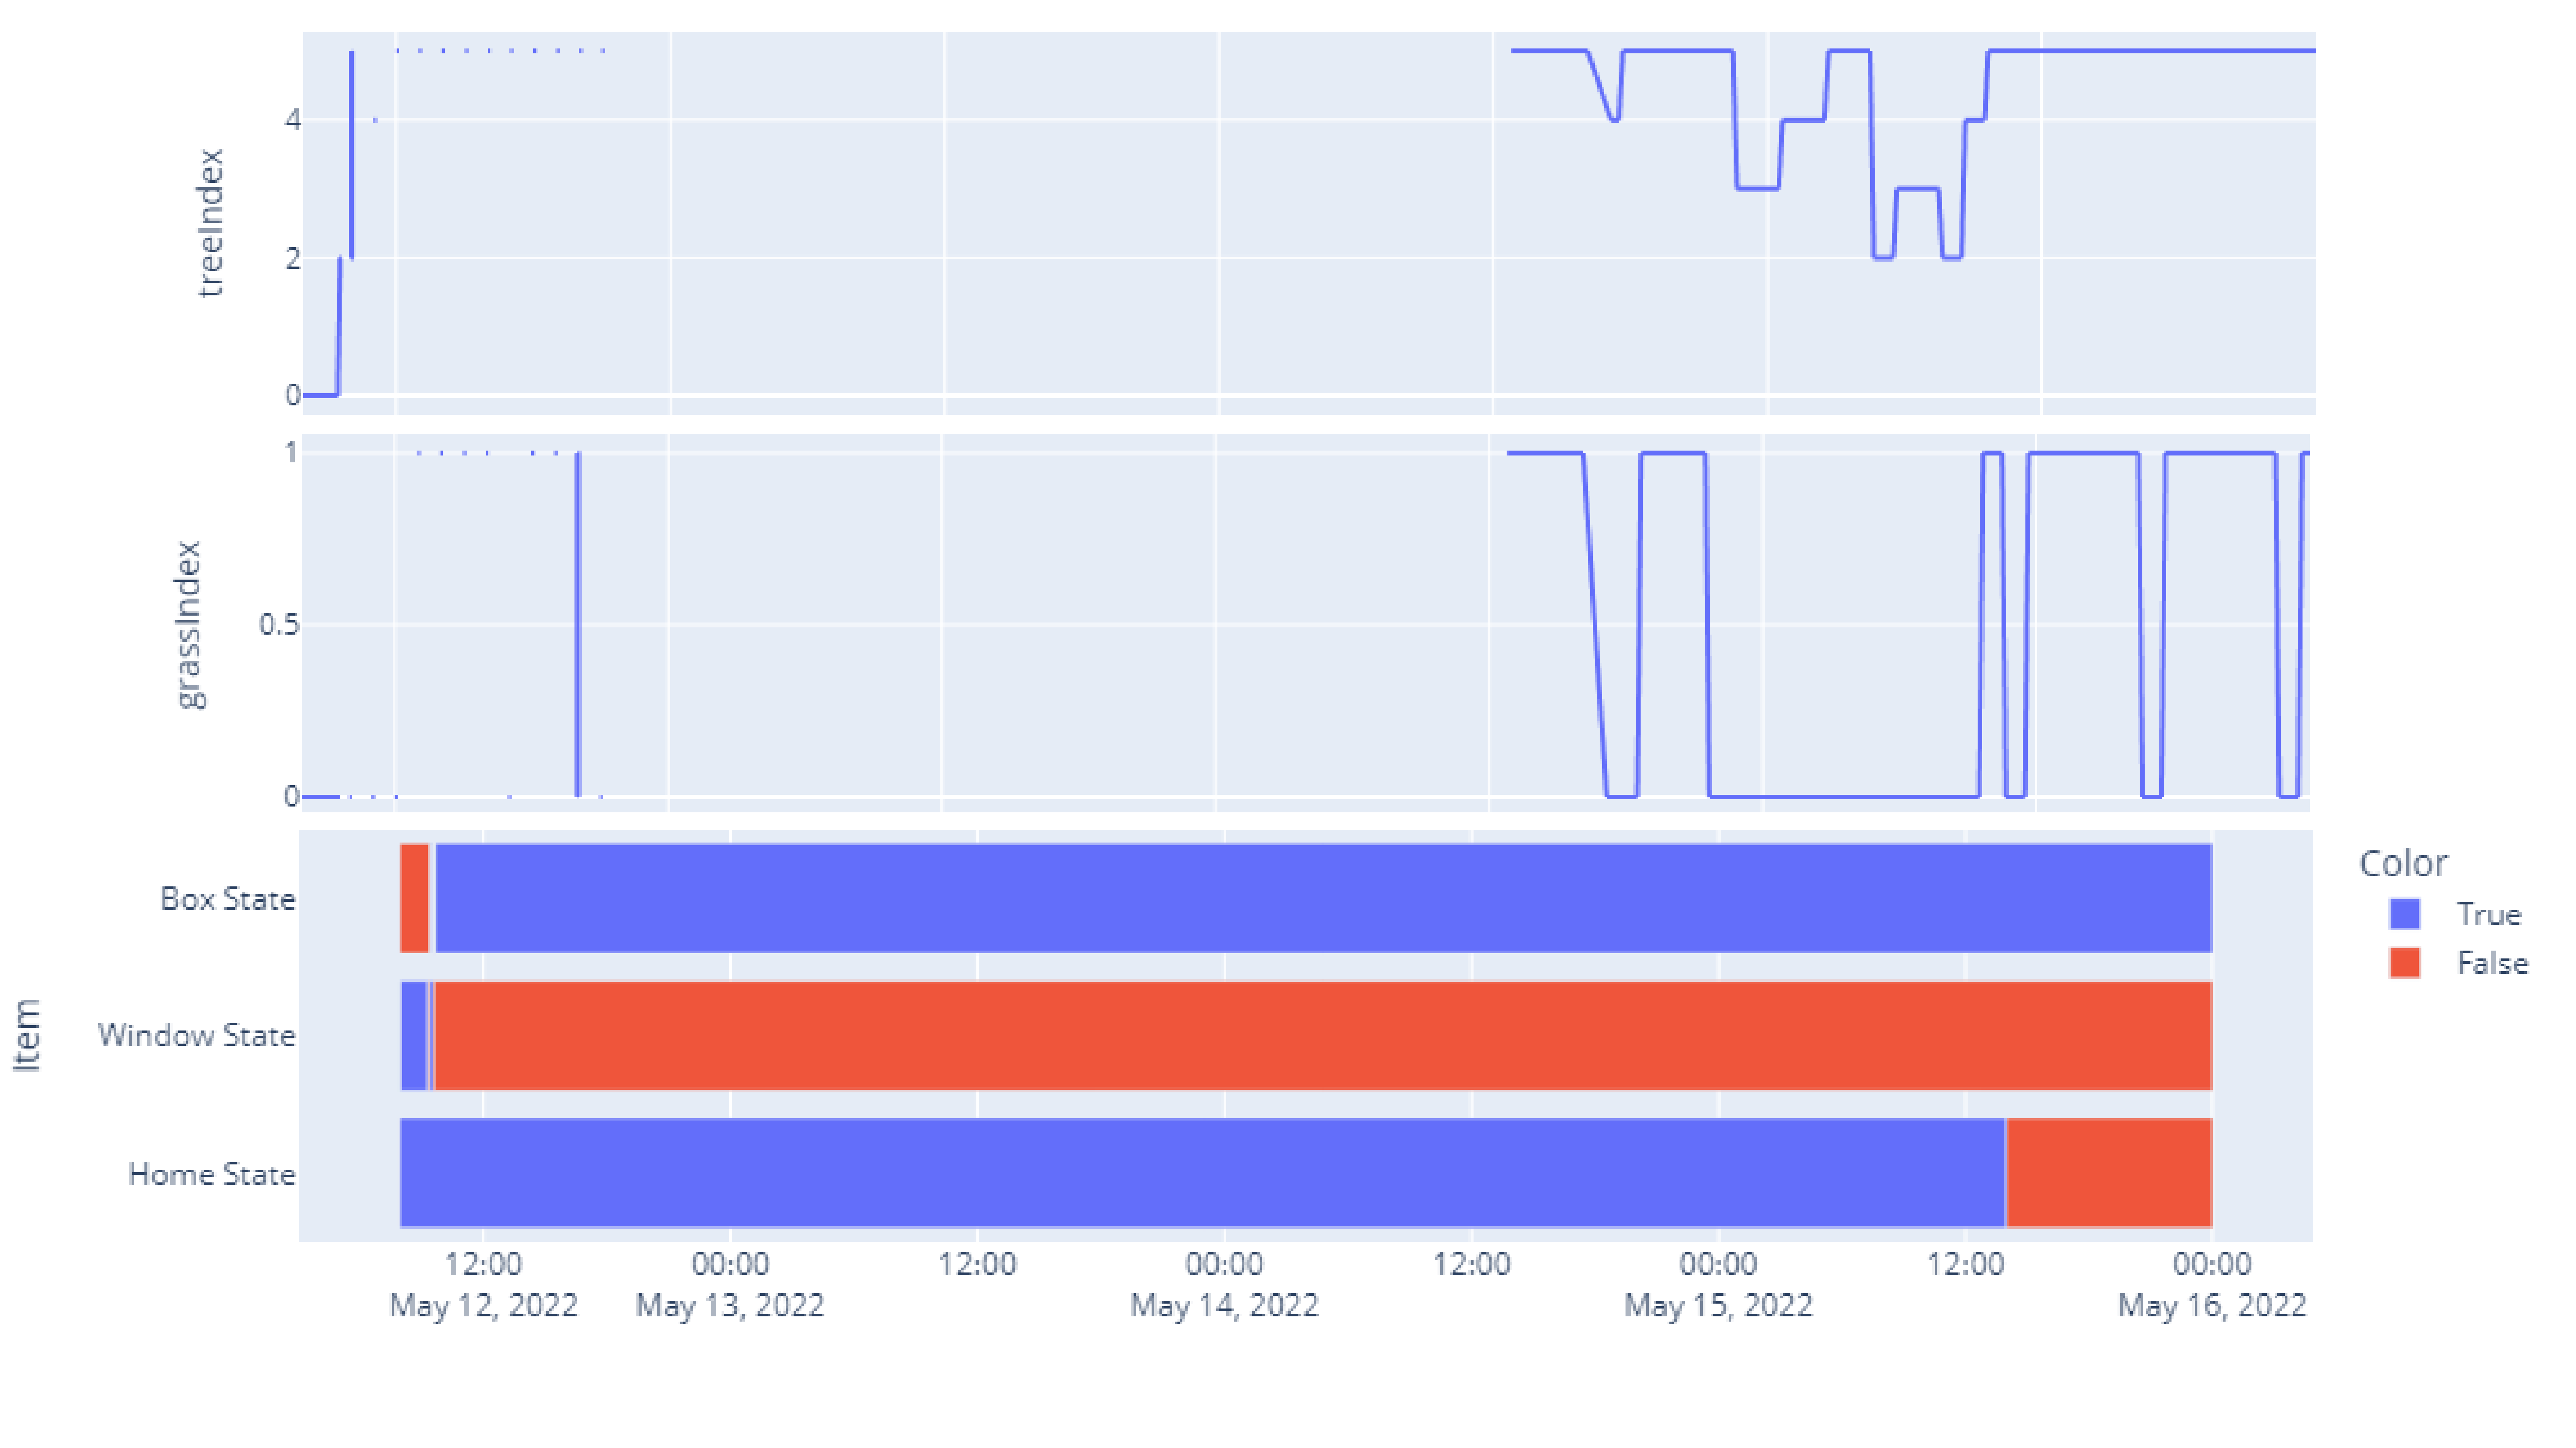 treeIndex
4
2
0
grassIndex
1
0.5
0
Item
Box State
Window State
Home State
Color
True
False
12:00 00:00 12:00 00:00 12:00 00:00 12:00 00:00
May 12, 2022 May 13, 2022 May 14, 2022 May 15, 2022 May 16, 2022